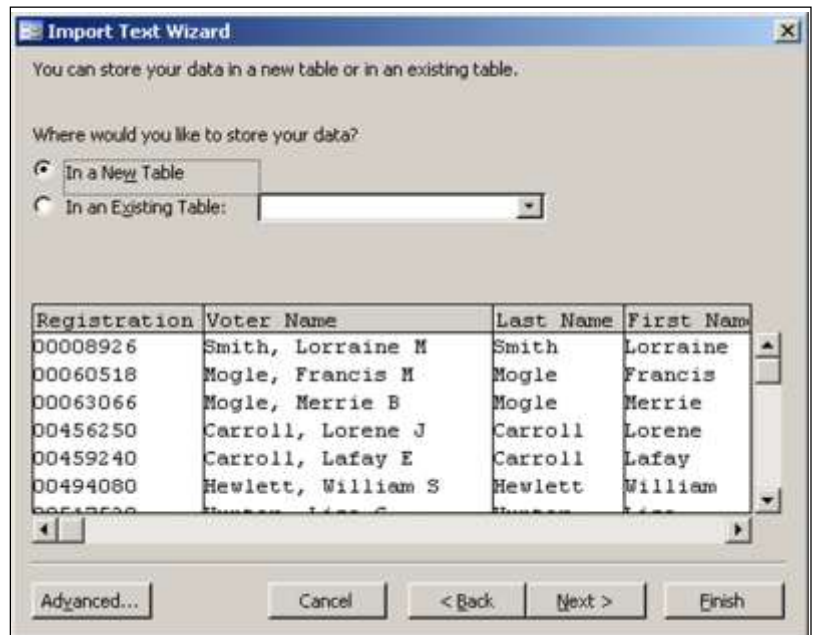 Import Text Wizard
You can store your data in a new table or in an existing table.
Where would you like to store your data?
In a New Table
In an Existing Table:
Registration Voter Name Last Name First Nam
00008926 Smith, Lorraine M Smith Lorraine
00060518 Mogle, Francis M Mogle Francis
00063066 Mogle, Merrie B Mogle Merrie
00456250 Carroll, Lorene J Carroll Lorene
00459240 Carroll, Lafay E Carroll Lafay
00494080 Hewlett, William S Hewlett William
Advanced... Cancel < Back Next > Finish